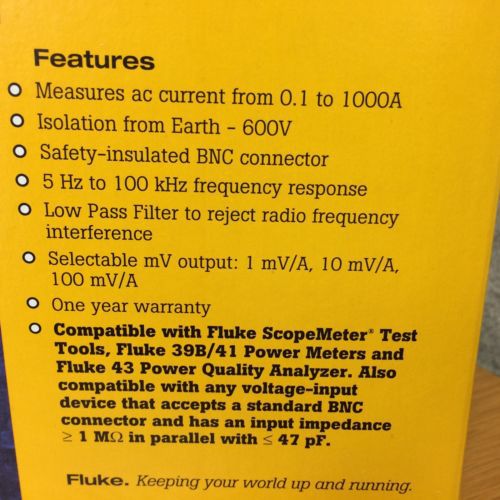 Features
Measures ac current from 0.1 to 1000A
Isolation from Earth - 600V
Safety-insulated BNC connector
5 Hz to 100 kHz frequency response
Low Pass Filter to reject radio frequency
interference
Selectable mV output: 1 mV/A, 10 mV/A,
100 mV/A
One year warranty
Compatible with Fluke ScopeMeter® Test
Tools, Fluke 39B/41 Power Meters and
Fluke 43 Power Quality Analyzer. Also
compatible with any voltage-input
device that accepts a standard BNC
connector and has an input impedance
≥ 1 MΩ in parallel with ≤ 47 pF.
Fluke. Keeping your world up and running.